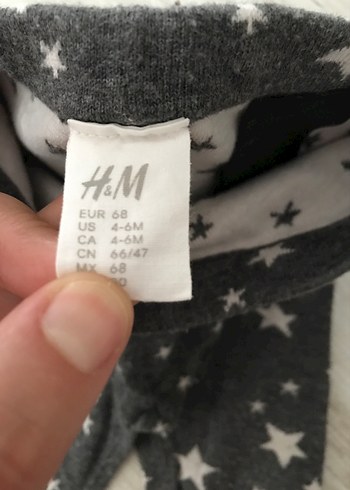 H&M
EUR 68
US 4-6M
CA 4-6M
CN 66/47
MX 68